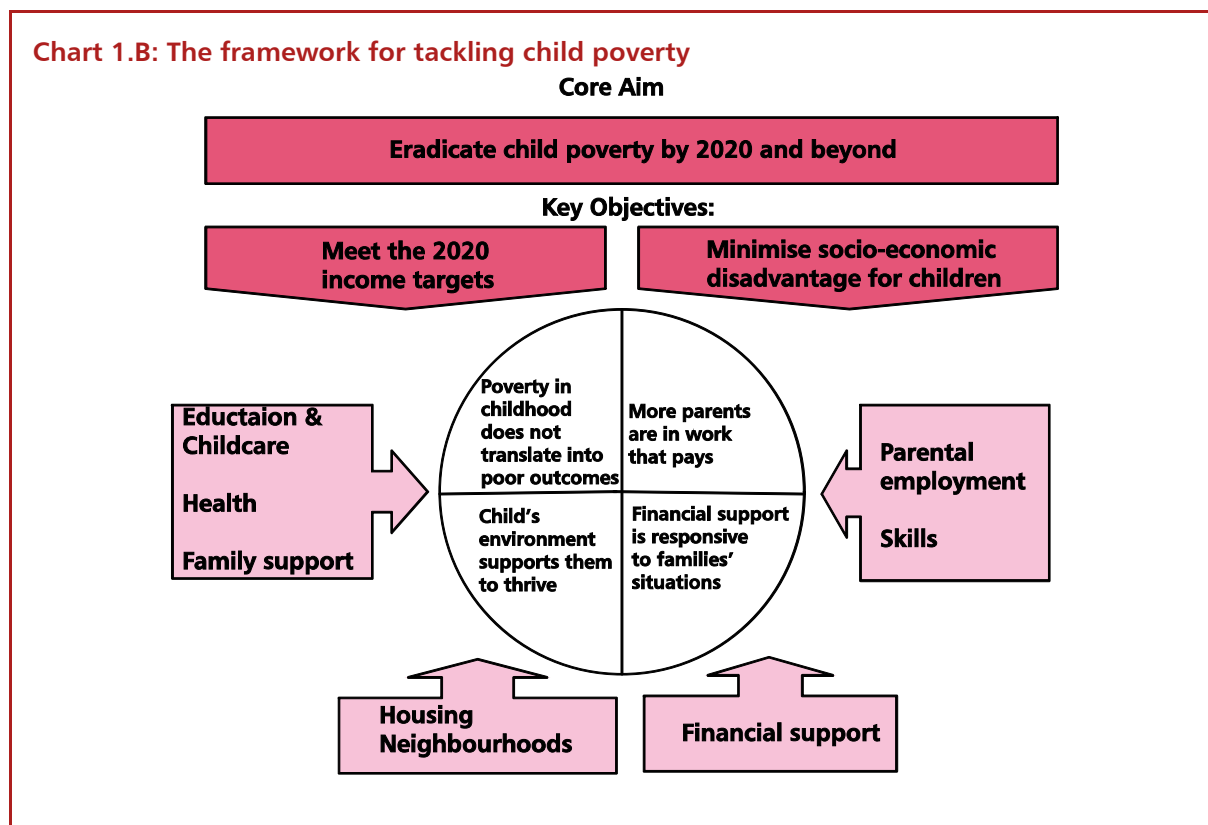 Chart 1.B: The framework for tackling child poverty
Core Aim
Eradicate child poverty by 2020 and beyond
Key Objectives:
Meet the 2020
income targets
Minimise socio-economic
disadvantage for children
Poverty in
childhood
does not
translate into
poor outcomes
More parents
are in work
that pays
Eductaion &
Childcare
Health
Family support
Parental
employment
Skills
Child's
environment
supports them
to thrive
Financial support
is responsive
to families'
situations
Housing
Neighbourhoods
Financial support